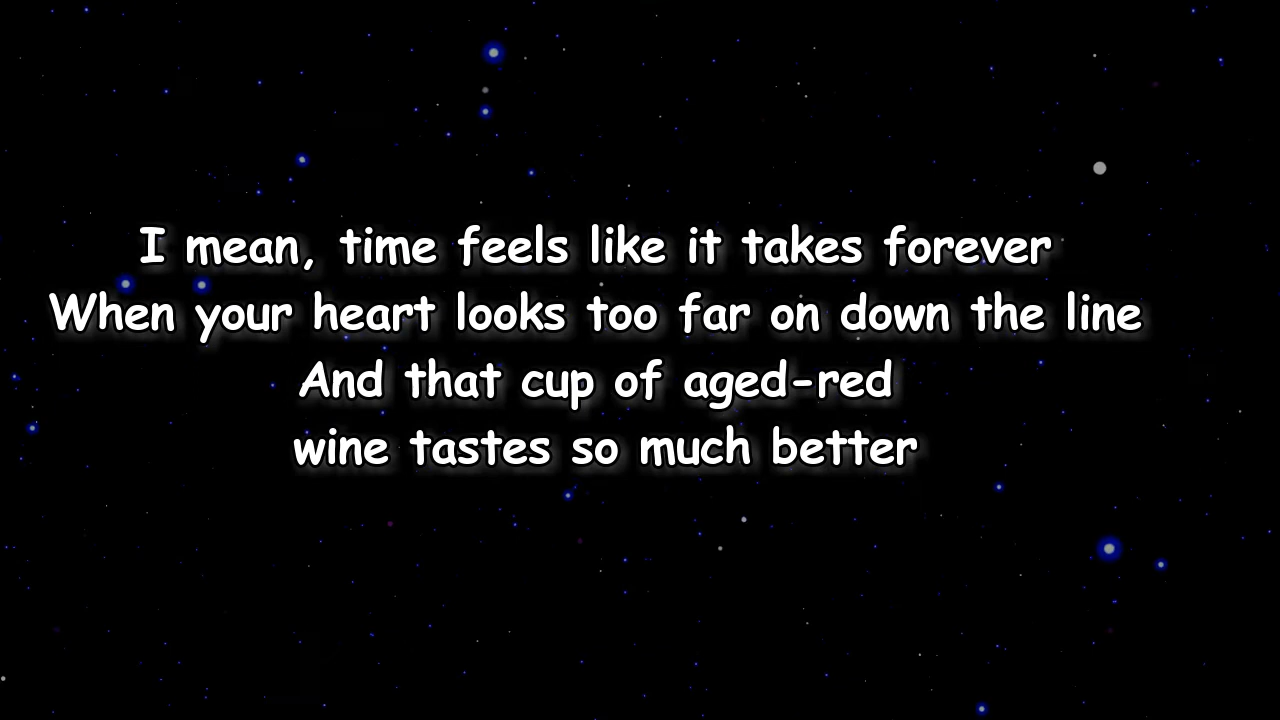 I mean, time feels like it takes forever
When your heart looks too far on down the line
And that cup of aged-red
wine tastes so much better